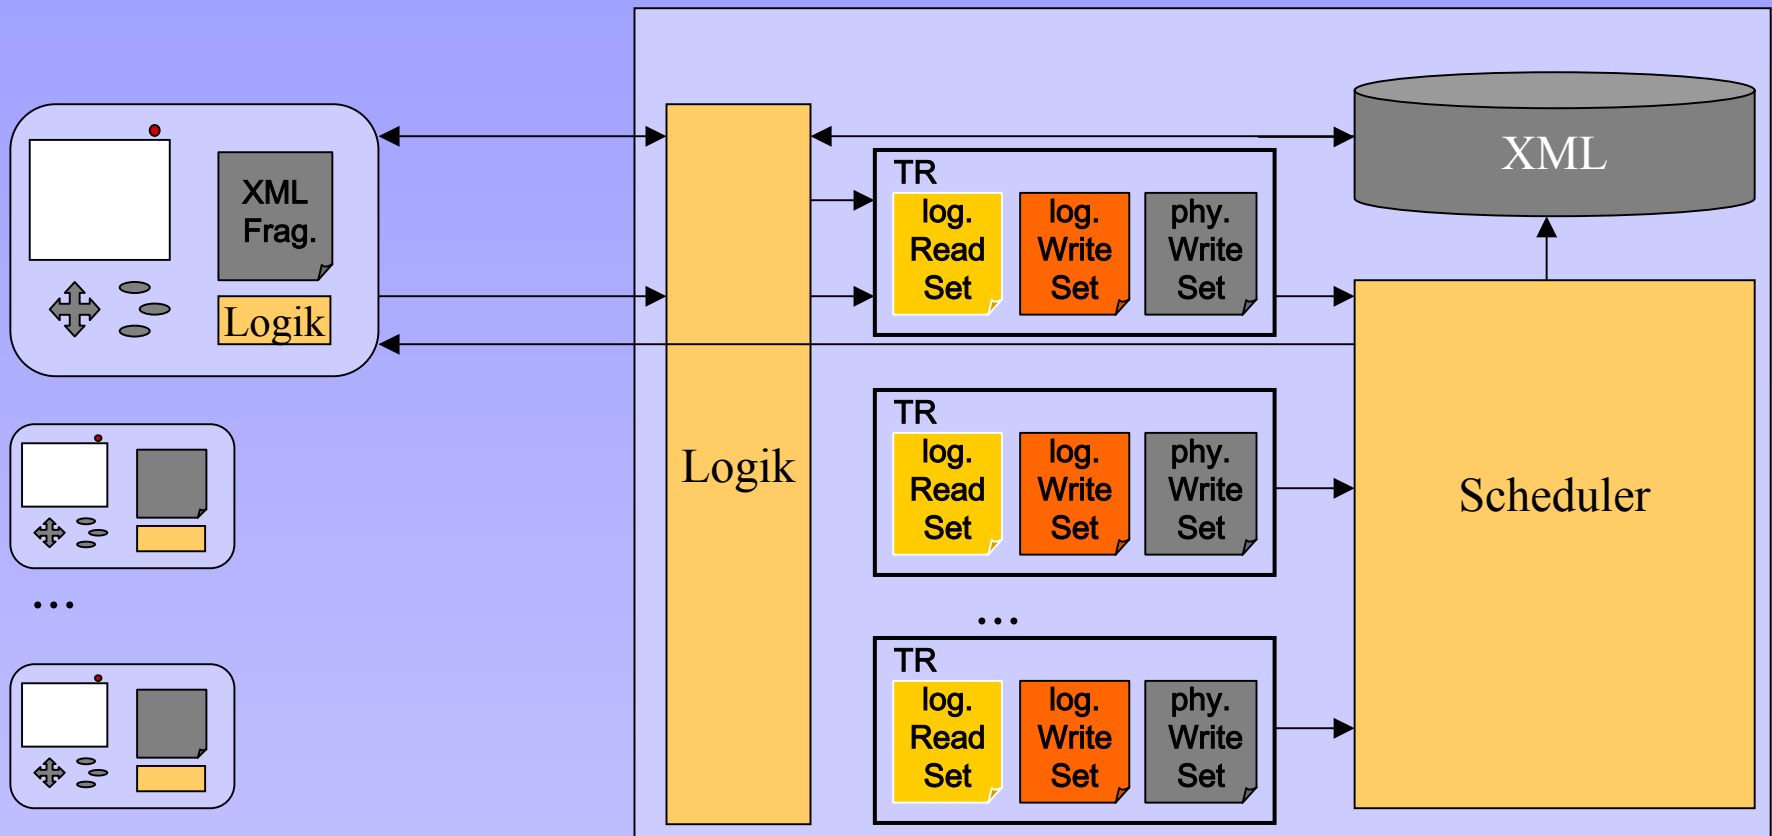 XML
Frag.
Logik
...
Logik
TR
log.
Read
Set
log.
Write
Set
phy.
Write
Set
TR
log.
Read
Set
log.
Write
Set
phy.
Write
Set
...
TR
log.
Read
Set
log.
Write
Set
phy.
Write
Set
XML
Scheduler